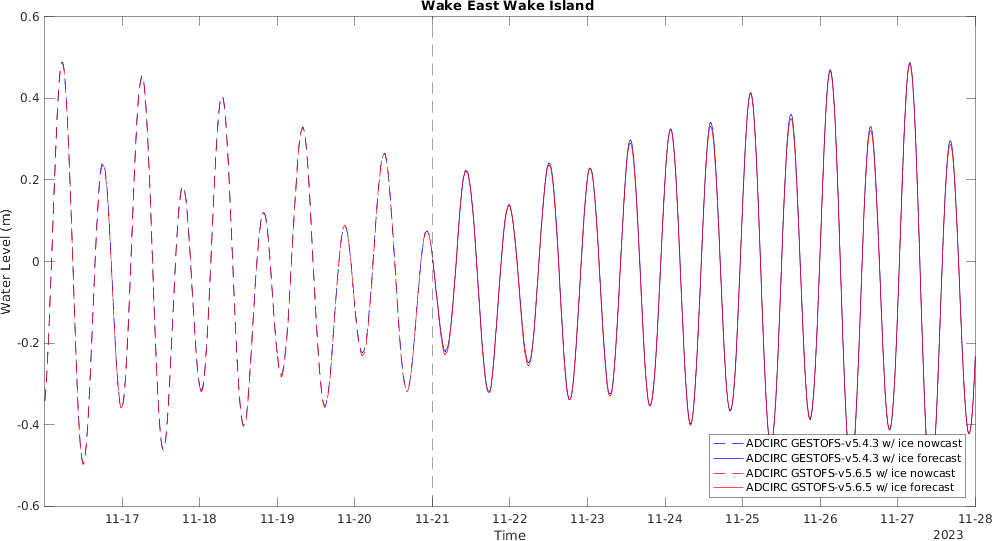 Wake East Wake Island
0.6
0.4
0.2
0
-0.2
-0.4
-0.6
Water Level (m)
ADCIRC GESTOFS-v5.4.3 w/ ice nowcast
ADCIRC GESTOFS-v5.4.3 w/ ice forecast
ADCIRC GSTOFS-v5.6.5 w/ ice nowcast
ADCIRC GSTOFS-v5.6.5 w/ ice forecast
11-17 11-18 11-19 11-20 11-21 11-22 11-23 11-24 11-25 11-26 11-27 11-28
Time
2023